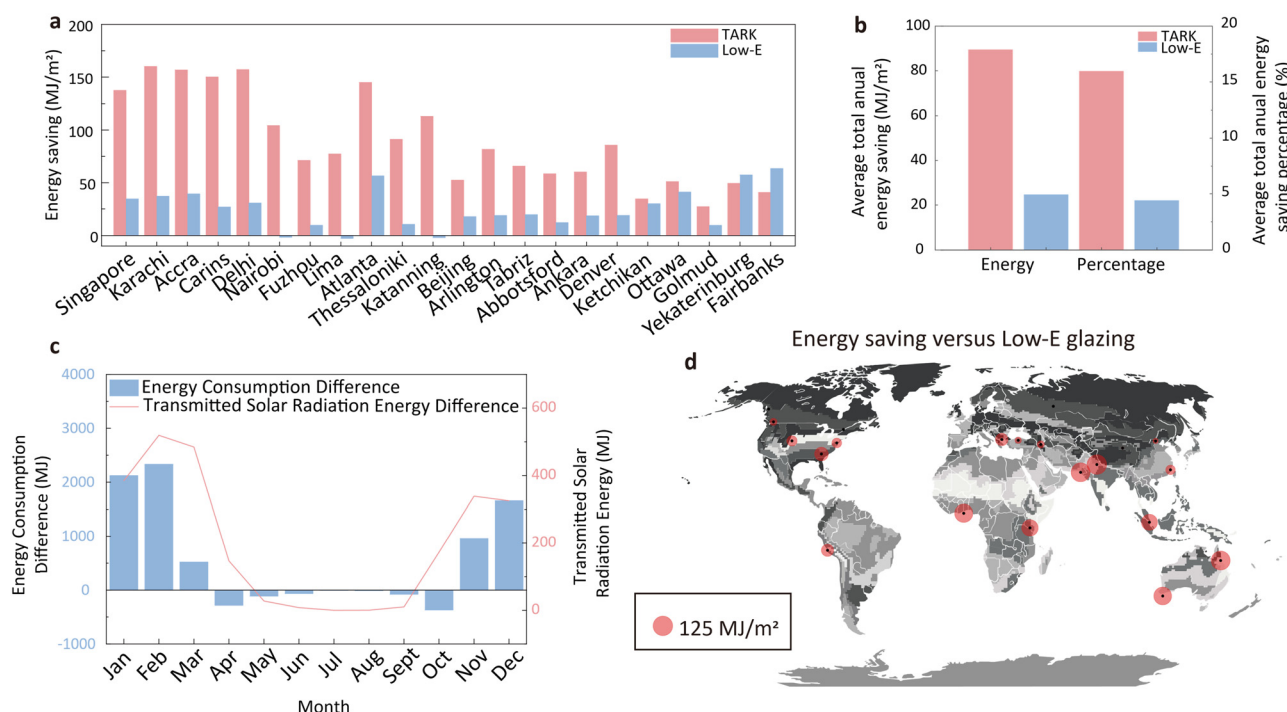 a
200
150
100
50
0
Energy saving (MJ/m²)
TARK
Low-E
Singapore
Karachi
Accra
Carins
Delhi
Nairobi
Fuzhou
Lima
Atlanta
Thessaloniki
Katanning
Beijing
Arlington
Tabriz
Abbotsford
Ankara
Denver
Ketchikan
Ottawa
Golmud
Yekaterinburg
Fairbanks
b
100
80
60
40
20
0
Average total anual
energy saving (MJ/m²)
TARK
Low-E
20
15
10
5
0
Average total anual energy
saving percentage (%)
Energy
Percentage
c
4000
3000
2000
1000
0
-1000
Energy Consumption
Difference (MJ)
Energy Consumption Difference
Transmitted Solar Radiation Energy Difference
600
400
200
0
Transmitted Solar
Radiation Energy (MJ)
Jan
Feb
Mar
Apr
May
Jun
Jul
Aug
Sept
Oct
Nov
Dec
Month
d
Energy saving versus Low-E glazing
125 MJ/m²